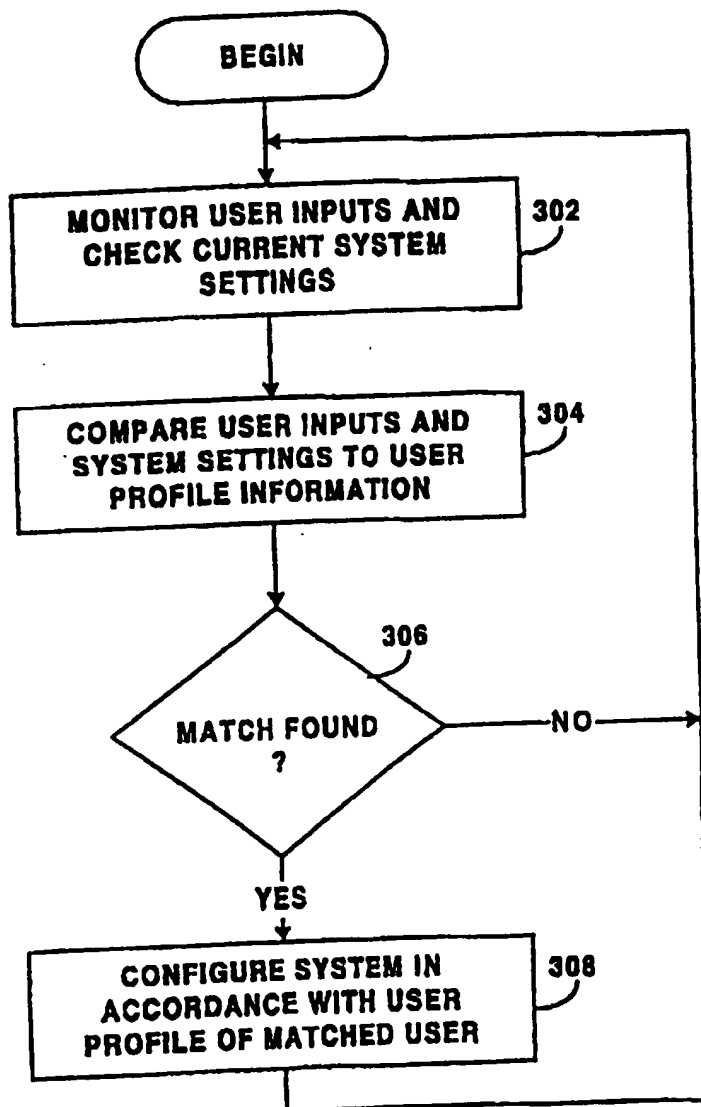 BEGIN
MONITOR USER INPUTS AND
CHECK CURRENT SYSTEM
SETTINGS
302
COMPARE USER INPUTS AND
SYSTEM SETTINGS TO USER
PROFILE INFORMATION
304
306
MATCH FOUND
?
NO
YES
CONFIGURE SYSTEM IN
ACCORDANCE WITH USER
PROFILE OF MATCHED USER
308